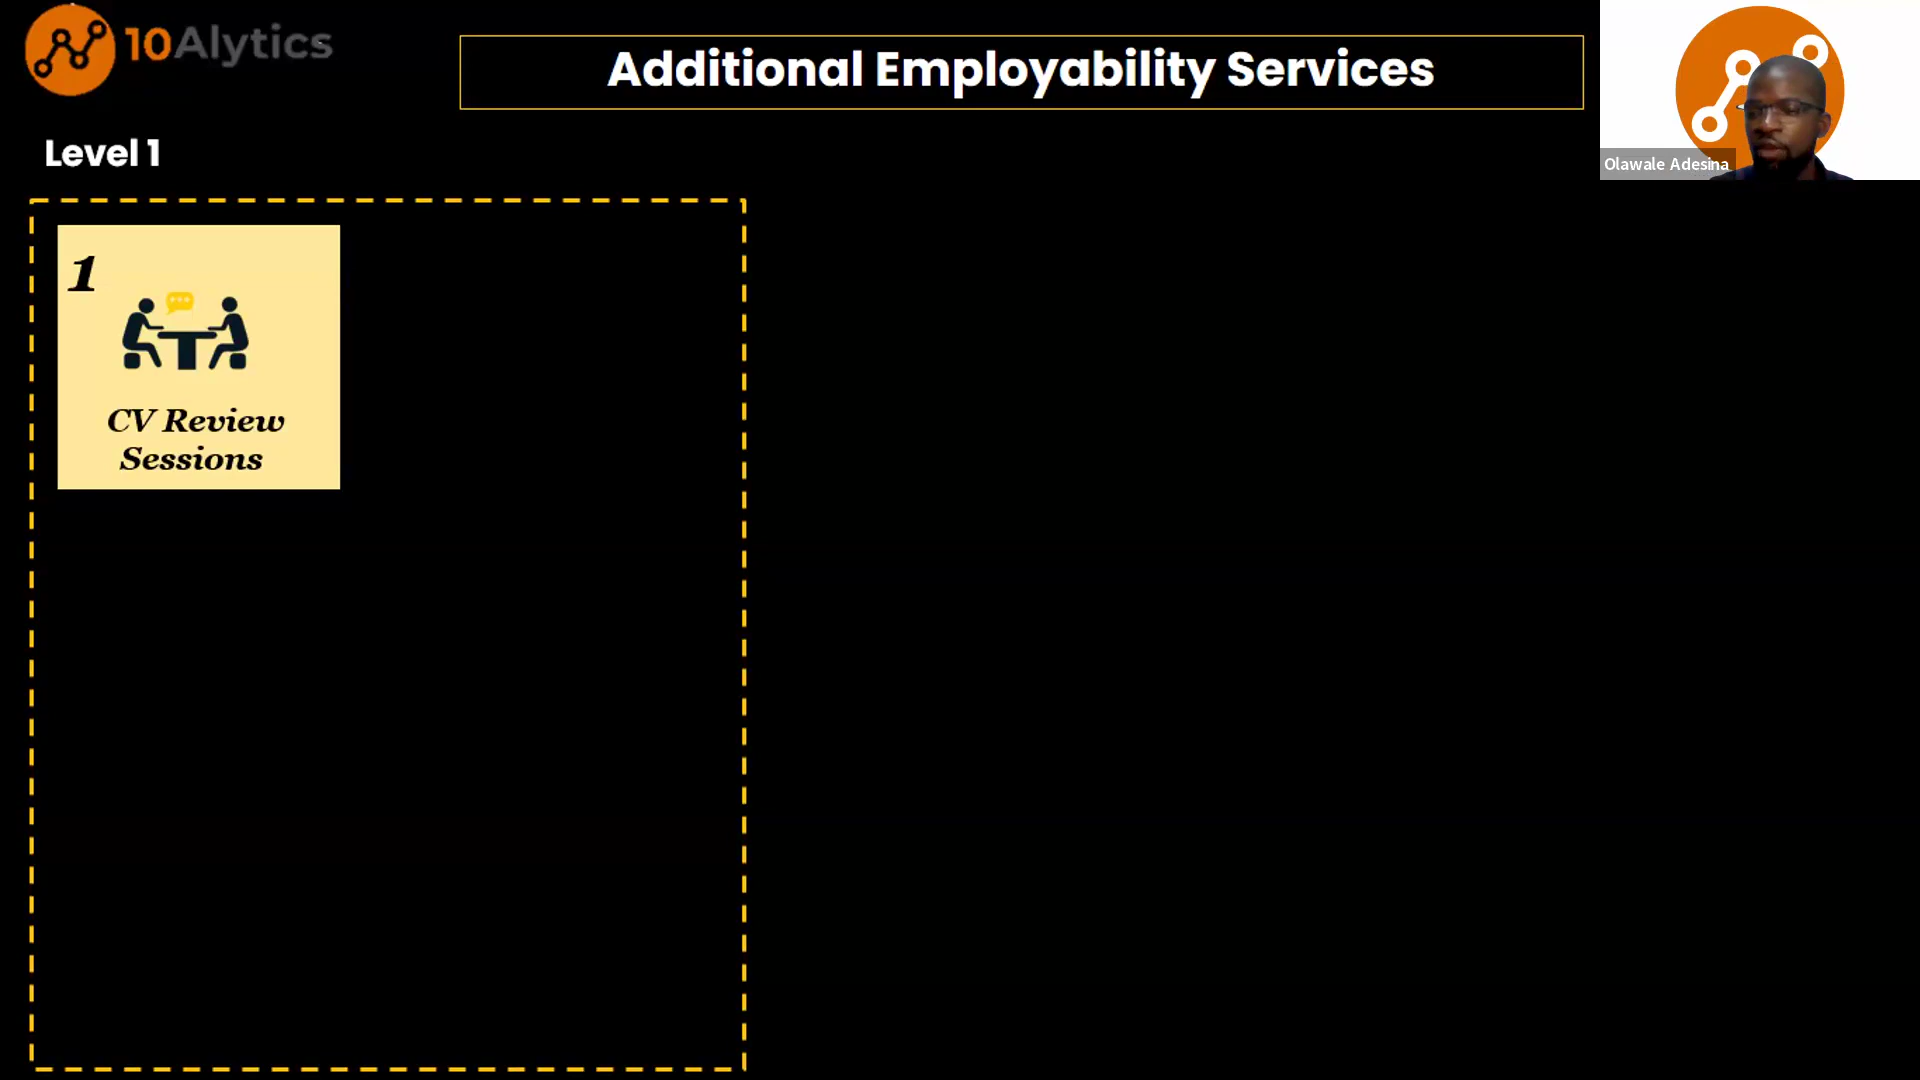 10Alytics
Additional Employability Services
Olawale Adesina
Level 1
1
CV Review
Sessions